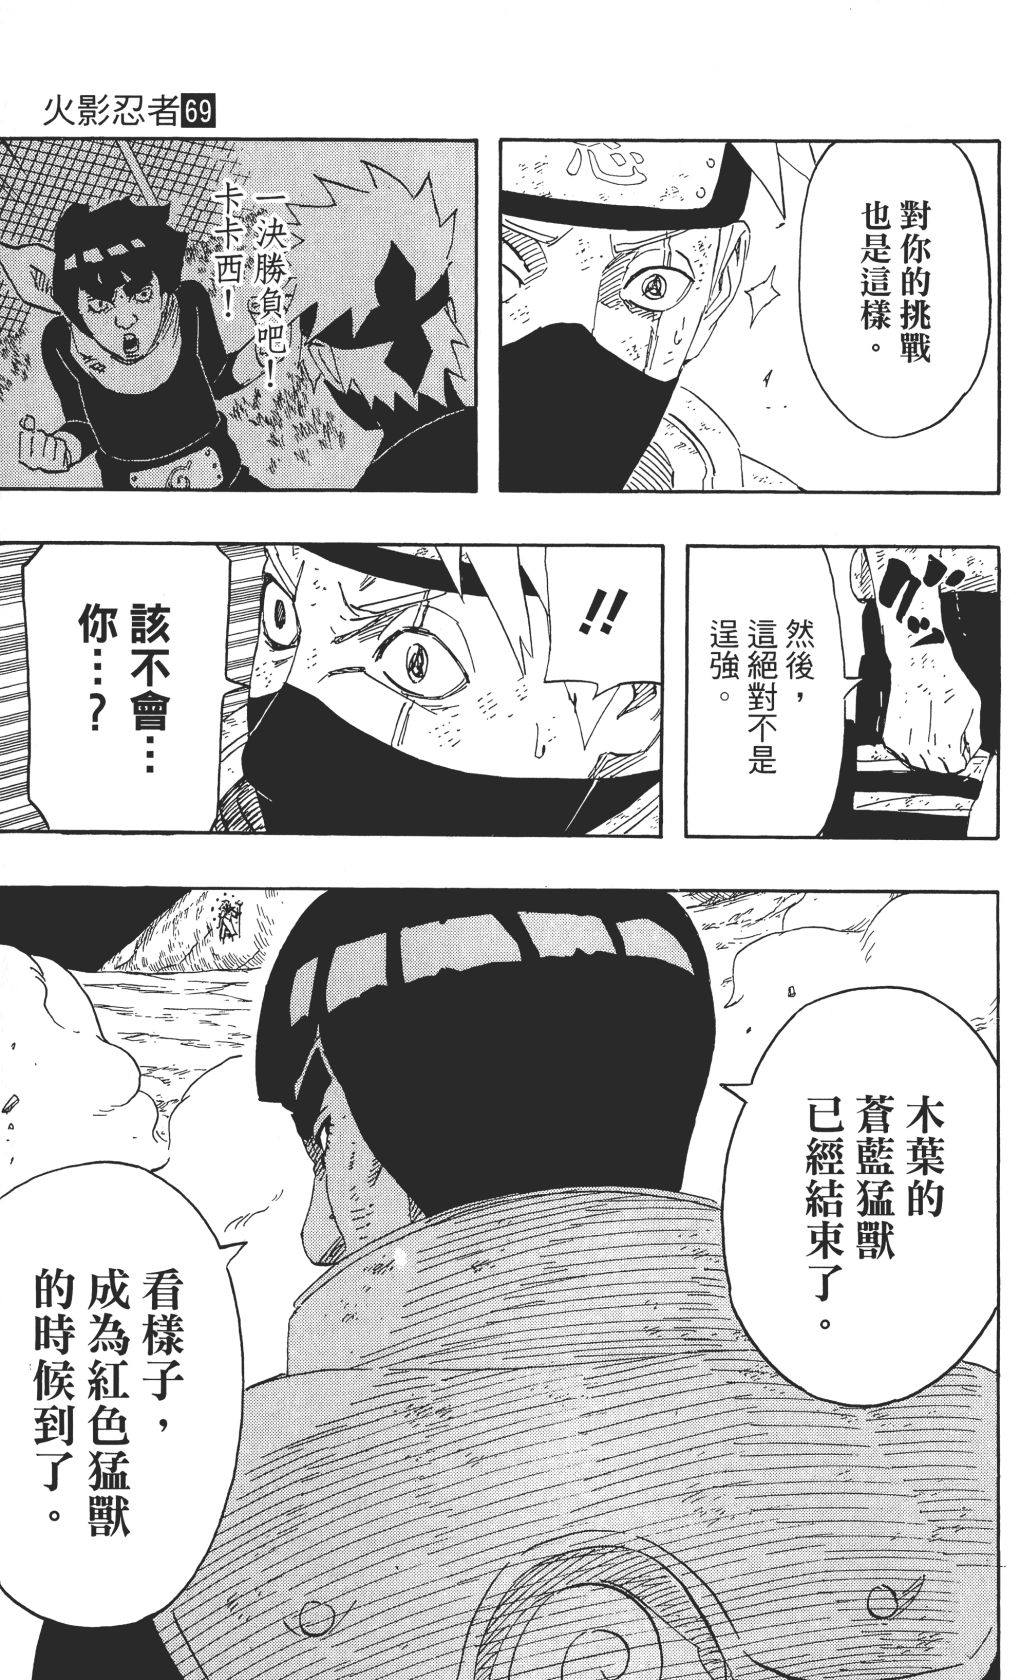 火影忍者69
對你的挑戰
也是這樣。
一決勝負吧！
卡卡西！
然後，
這絕對不是
逞強。
!!
該不會…
你…？
木葉的
蒼藍猛獸
已經結束了。
看樣子，
成為紅色猛獸
的時候到了。